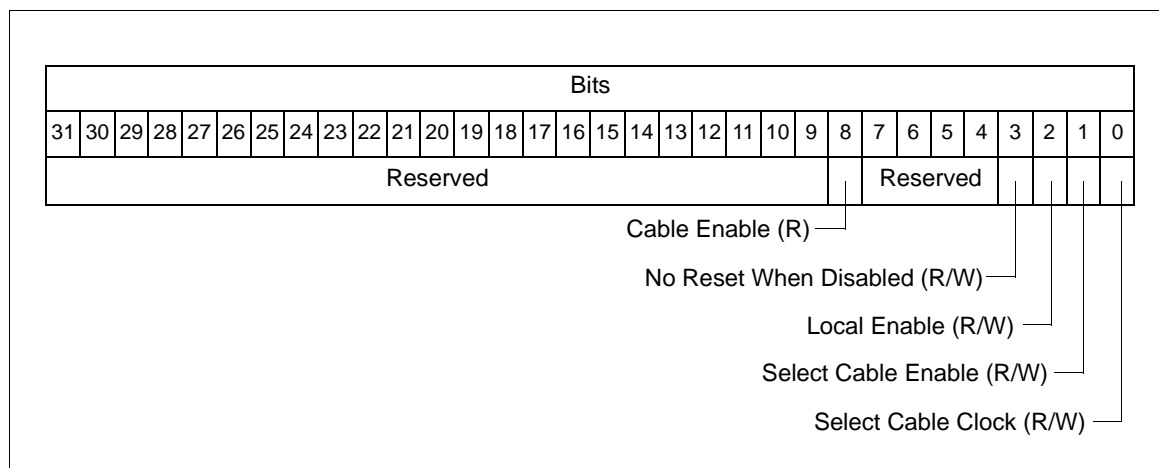 Bits
31 30 29 28 27 26 25 24 23 22 21 20 19 18 17 16 15 14 13 12 11 10 9 8 7 6 5 4 3 2 1 0
Reserved Reserved
Cable Enable (R)
No Reset When Disabled (R/W)
Local Enable (R/W)
Select Cable Enable (R/W)
Select Cable Clock (R/W)